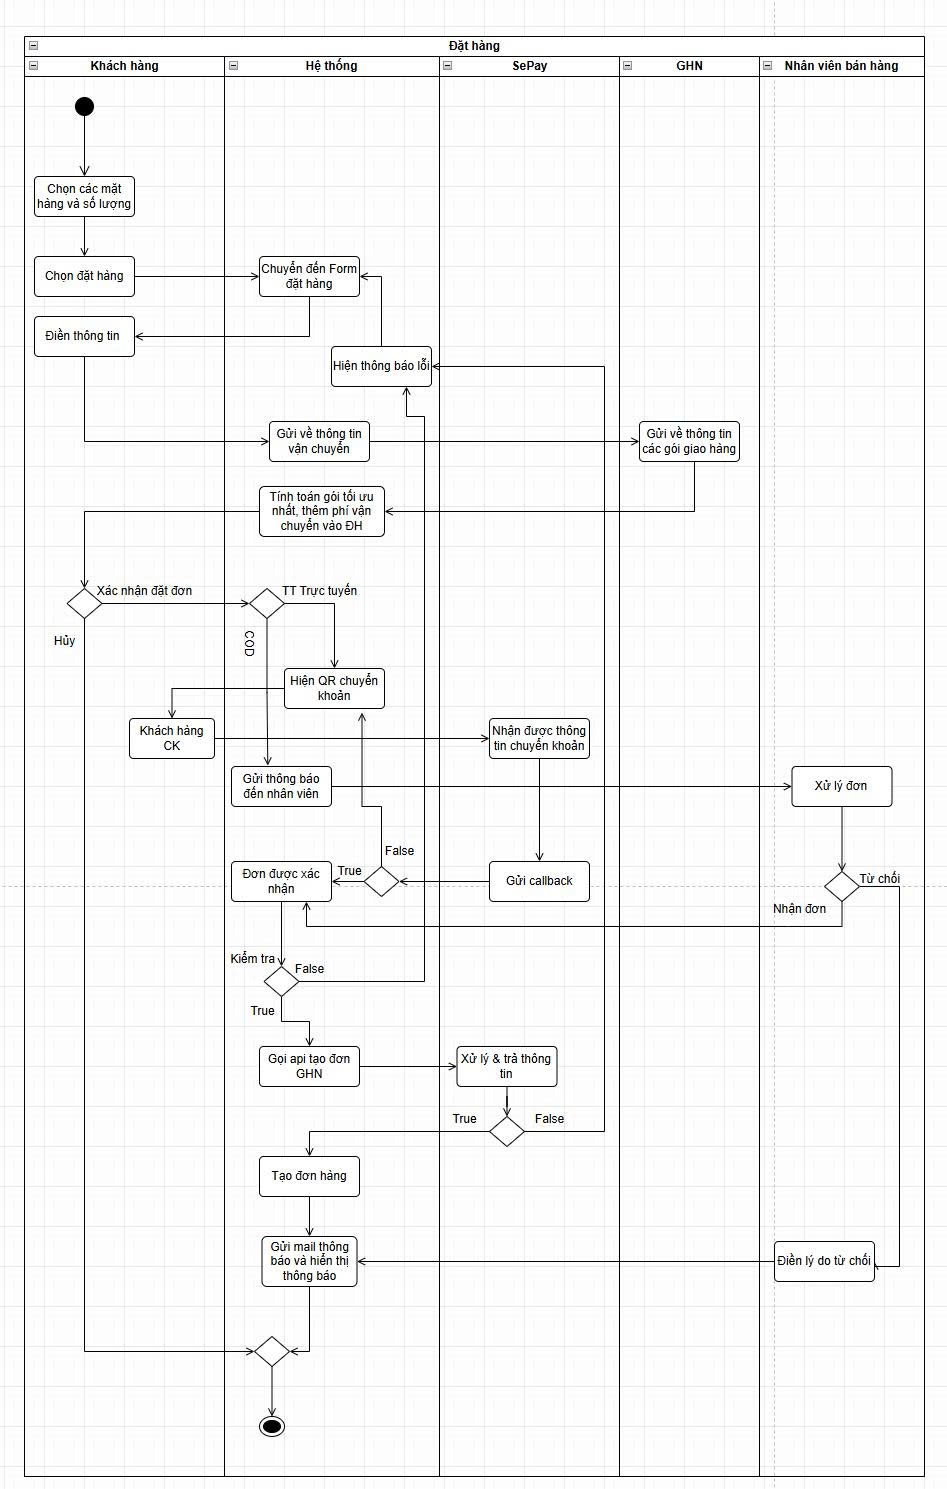 Đặt hàng
Khách hàng
Hệ thống
SePay
GHN
Nhân viên bán hàng
Chọn các mặt
hàng và số lượng
Chọn đặt hàng
Chuyển đến Form
đặt hàng
Điền thông tin
Hiện thông báo lỗi
Gửi về thông tin
vận chuyển
Gửi về thông tin
các gói giao hàng
Tính toán gói tối ưu
nhất, thêm phí vận
chuyển vào ĐH
Xác nhận đặt đơn
TT Trực tuyến
Hủy
COD
Hiện QR chuyển
khoản
Khách hàng
CK
Nhận được thông
tin chuyển khoản
Gửi thông báo
đến nhân viên
Xử lý đơn
False
True
Đơn được xác
nhận
Gửi callback
Từ chối
Nhận đơn
Kiểm tra
False
True
Gọi api tạo đơn
GHN
Xử lý & trả thông
tin
True
False
Tạo đơn hàng
Gửi mail thông
báo và hiển thị
thông báo
Điền lý do từ chối